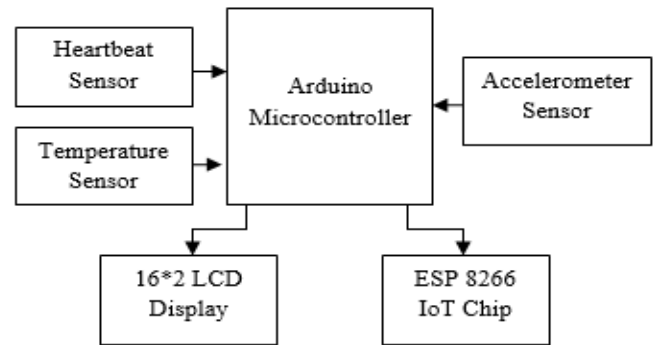 Heartbeat
Sensor
Arduino
Microcontroller
Accelerometer
Sensor
Temperature
Sensor
16*2 LCD
Display
ESP 8266
IoT Chip